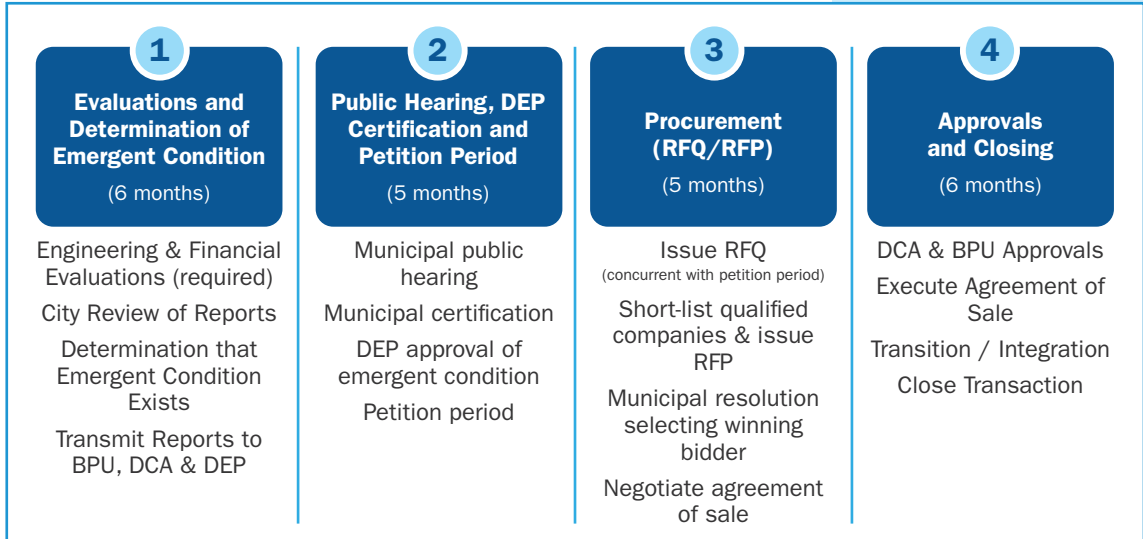 1
Evaluations and
Determination of
Emergent Condition
(6 months)
Engineering & Financial
Evaluations (required)
City Review of Reports
Determination that
Emergent Condition
Exists
Transmit Reports to
BPU, DCA & DEP
2
Public Hearing, DEP
Certification and
Petition Period
(5 months)
Municipal public
hearing
Municipal certification
DEP approval of
emergent condition
Petition period
3
Procurement
(RFQ/RFP)
(5 months)
Issue RFQ
(concurrent with petition period)
Short-list qualified
companies & issue
RFP
Municipal resolution
selecting winning
bidder
Negotiate agreement
of sale
4
Approvals
and Closing
(6 months)
DCA & BPU Approvals
Execute Agreement of
Sale
Transition / Integration
Close Transaction